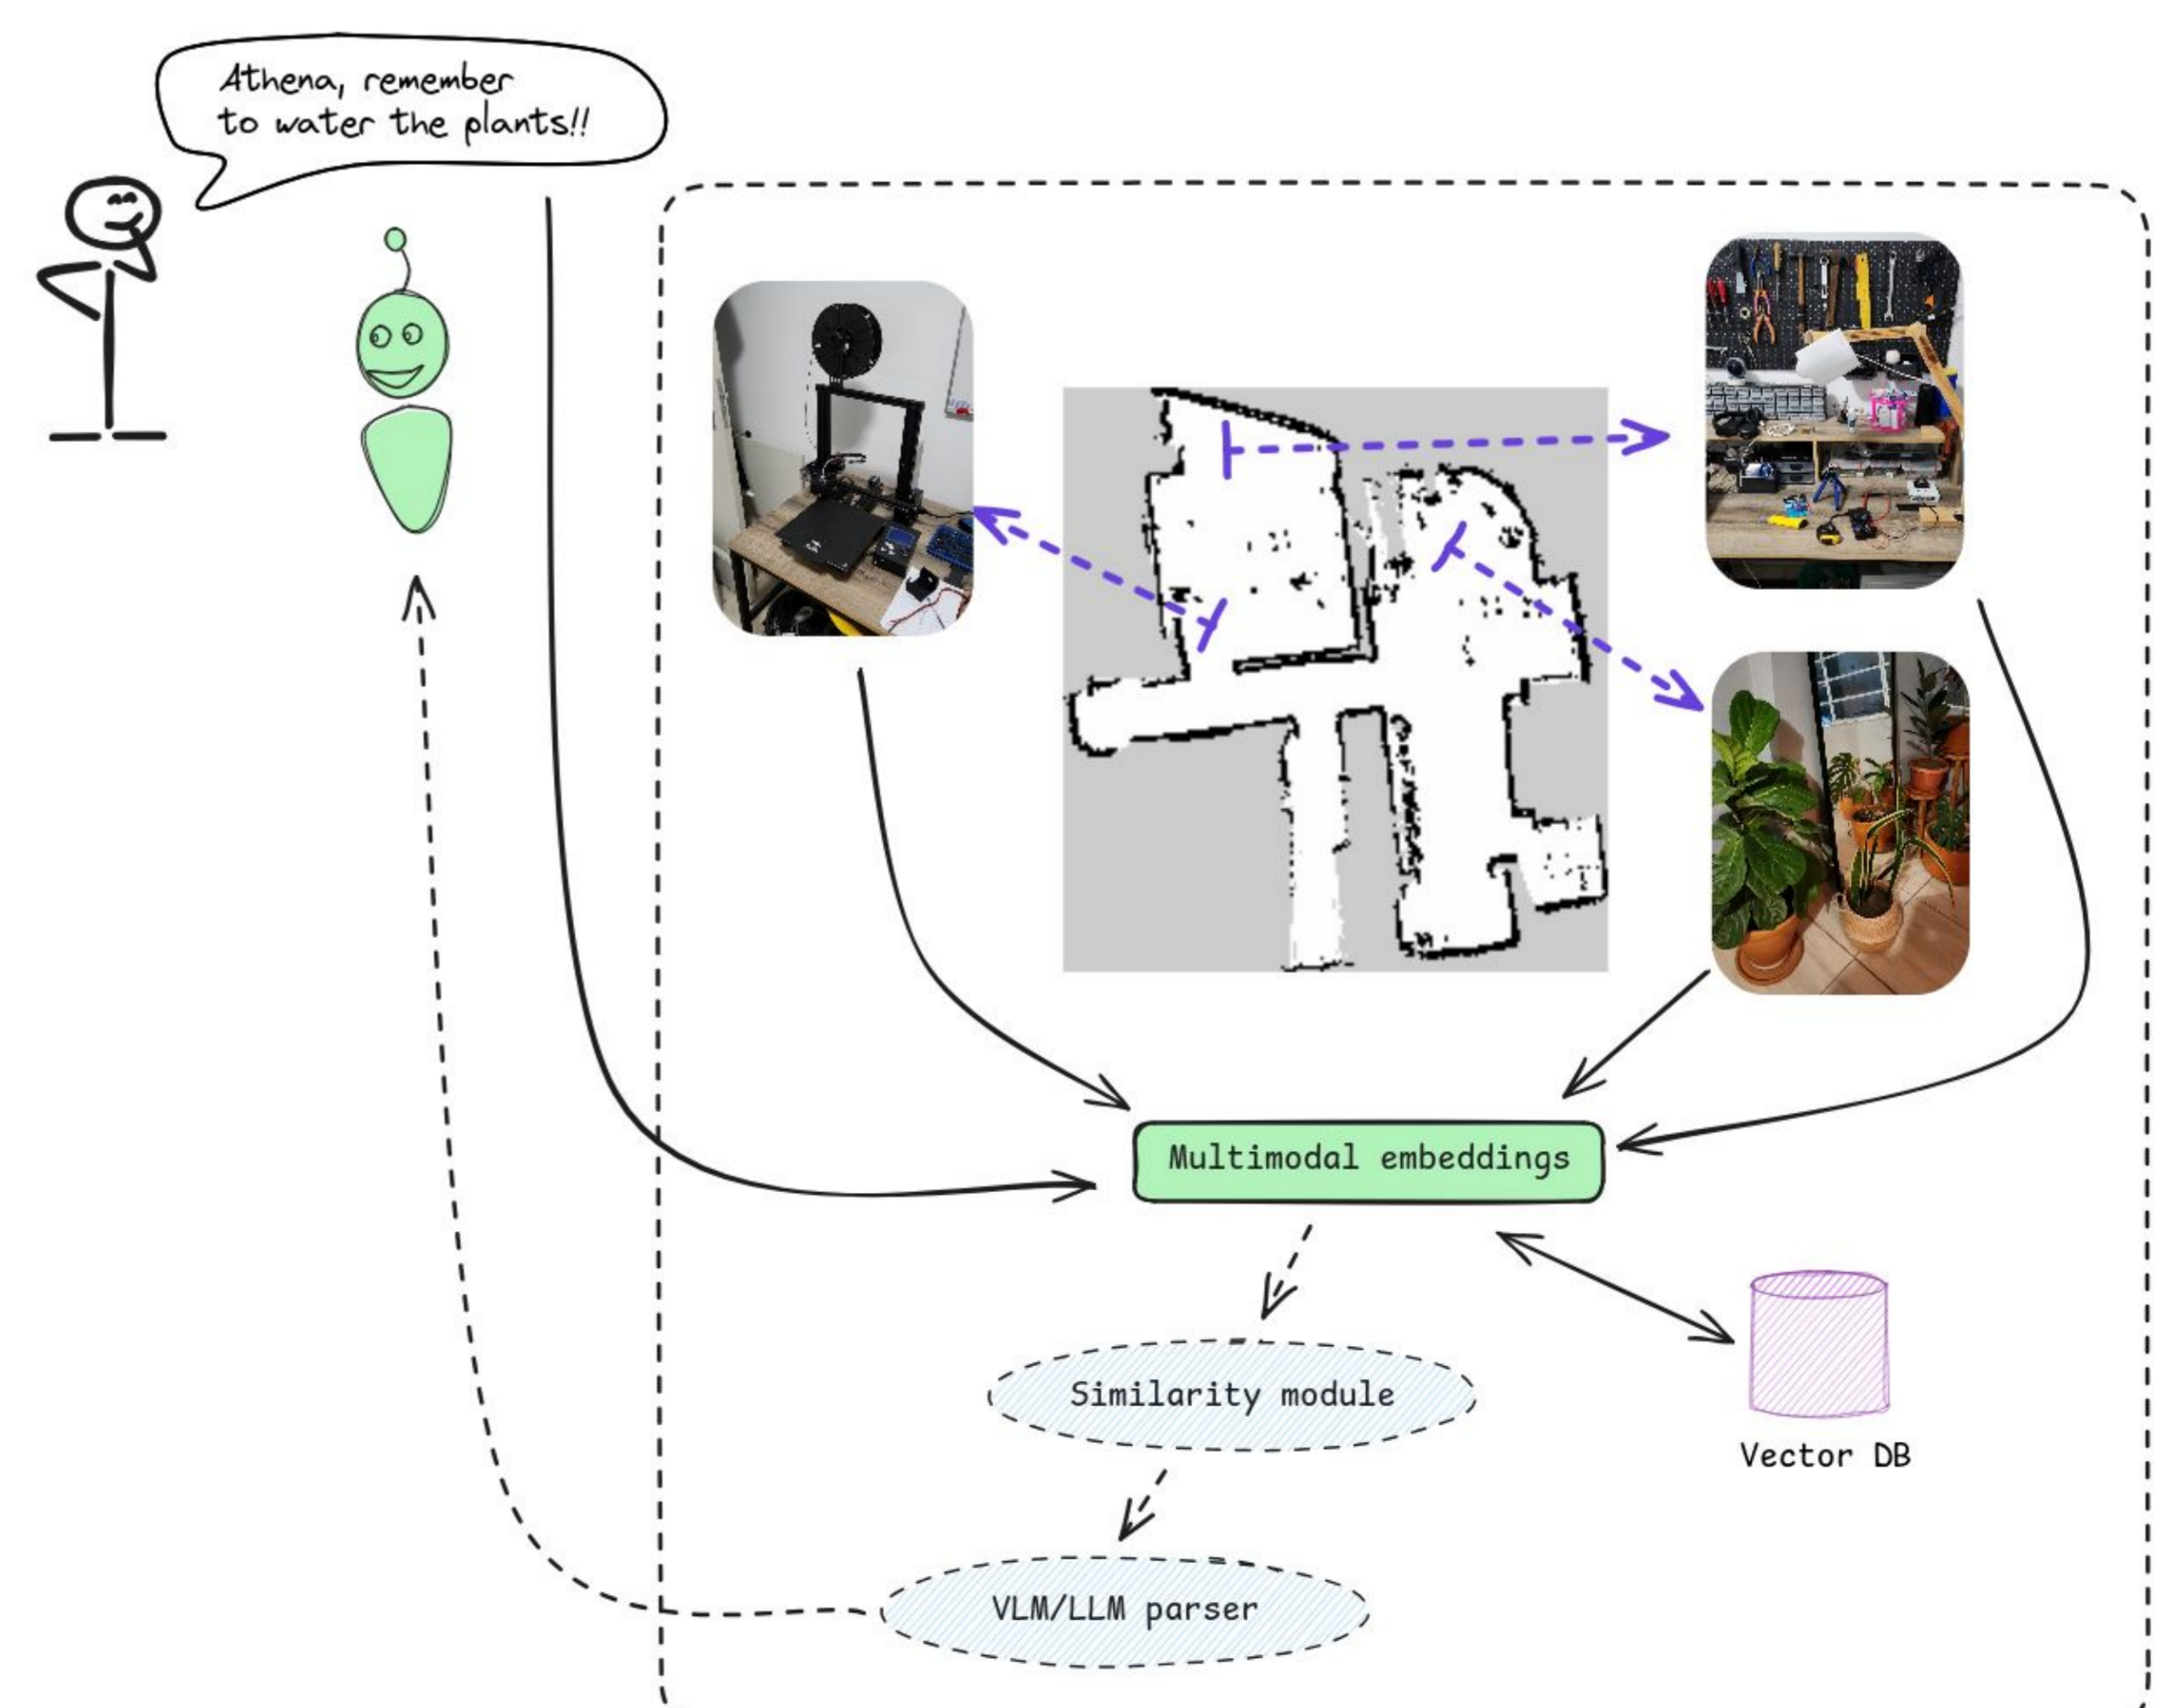 Athena, remember
to water the plants!!
Multimodal embeddings
Similarity module
Vector DB
VLM/LLM parser